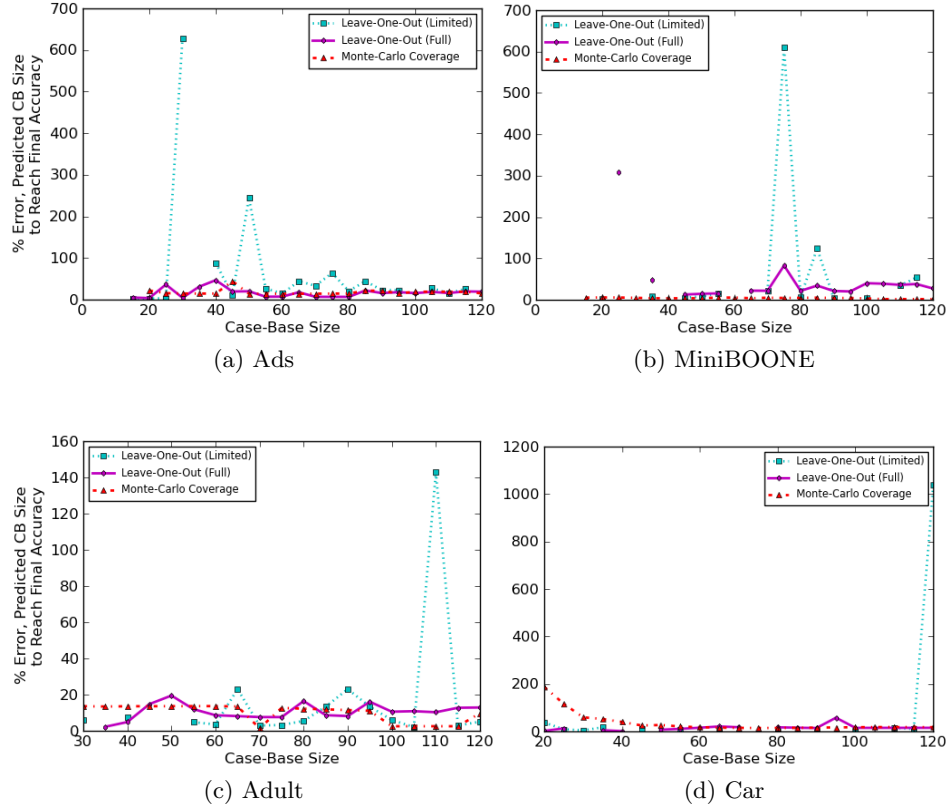 700
600
500
400
300
200
100
0
0
20
40
60
80
100
120
% Error, Predicted CB Size
to Reach Final Accuracy
Case-Base Size
Leave-One-Out (Limited)
Leave-One-Out (Full)
Monte-Carlo Coverage
(a) Ads
700
600
500
400
300
200
100
0
0
20
40
60
80
100
120
Case-Base Size
Leave-One-Out (Limited)
Leave-One-Out (Full)
Monte-Carlo Coverage
(b) MiniBOONE
160
140
120
100
80
60
40
20
0
30
40
50
60
70
80
90
100
110
120
% Error, Predicted CB Size
to Reach Final Accuracy
Case-Base Size
Leave-One-Out (Limited)
Leave-One-Out (Full)
Monte-Carlo Coverage
(c) Adult
1200
1000
800
600
400
200
0
20
40
60
80
100
120
Case-Base Size
Leave-One-Out (Limited)
Leave-One-Out (Full)
Monte-Carlo Coverage
(d) Car